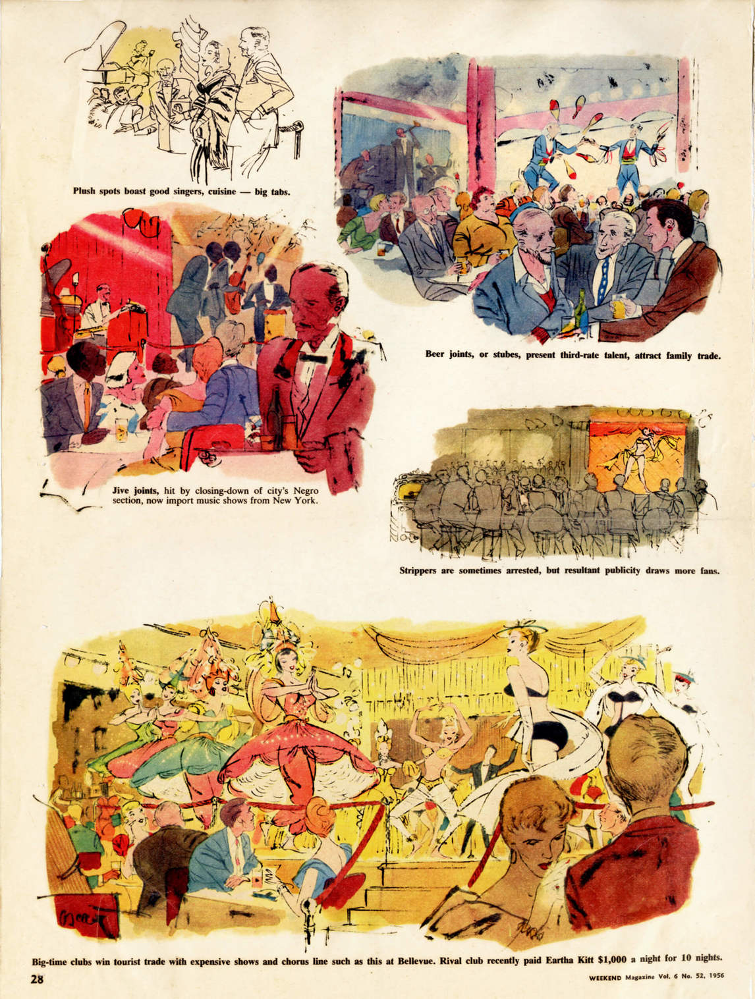 Plush spots boast good singers, cuisine — big tabs.
Beer joints, or stubes, present third-rate talent, attract family trade.
Jive joints, hit by closing-down of city's Negro
section, now import music shows from New York.
Strippers are sometimes arrested, but resultant publicity draws more fans.
Big-time clubs win tourist trade with expensive shows and chorus line such as this at Bellevue. Rival club recently paid Eartha Kitt $1,000 a night for 10 nights.
28
WEEKEND Magazine Vol. 6 No. 52, 1956